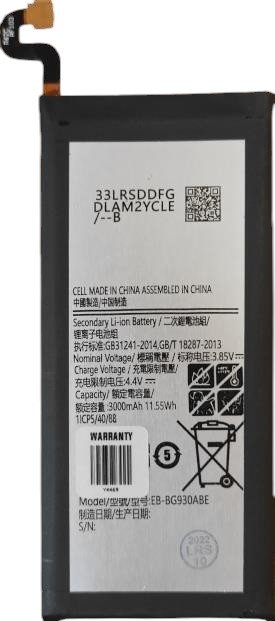 33LRSDDFG
DLAM2YCLE
/--B
CELL MADE IN CHINA ASSEMBLED IN CHINA
中國製造/中国制造
Secondary Li-ion Battery / 二次鋰電池組/
锂离子电池组
执行标准:GB31241-2014,GB/T 18287-2013
Nominal Voltage/ 標稱電壓 / 标称电压:3.85V
Charge Voltage / 充電限制電壓/
充电限制电压: 4.4V
Capacity/ 額定電容量/
额定容量:3000mAh 11.55Wh
1ICP5/40/88
WARRANTY
5
Model/型號/型号:EB-BG930ABE
制造日期/生产日期:
S/N:
2022
LRS
10